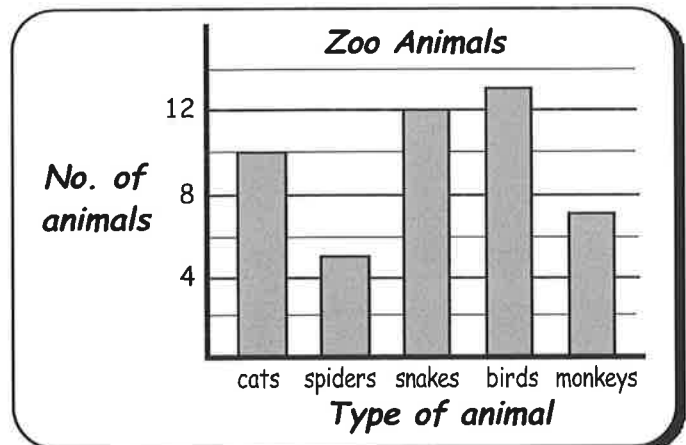 Zoo Animals
12
No. of
animals
8
4
cats spiders snakes birds monkeys
Type of animal